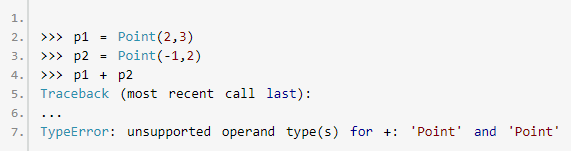 1.
2. >>> p1 = Point(2,3)
3. >>> p2 = Point(-1,2)
4. >>> p1 + p2
5. Traceback (most recent call last):
6. ...
7. TypeError: unsupported operand type(s) for +: 'Point' and 'Point'